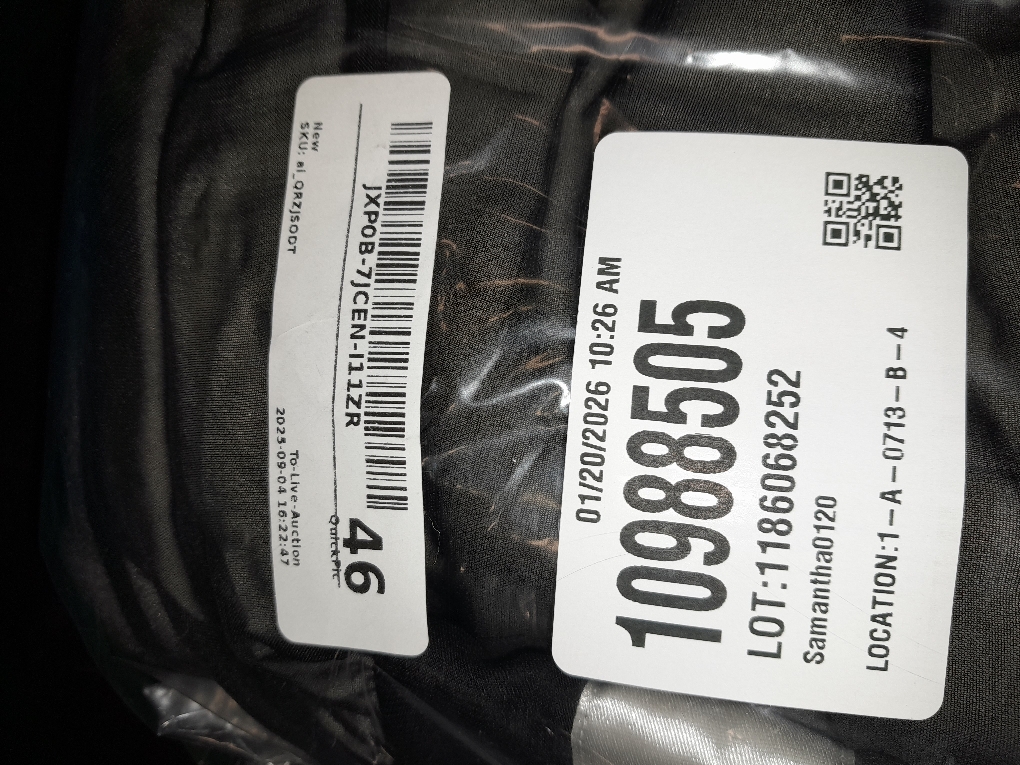 JXP0B-7JCEN-I11ZR
46
QuickPic
New
SKU: al_QRZJSODT
To-Live-Auction
2025-09-04 16:22:47
01/20/2026 10:26 AM
10988505
LOT:1186068252
Samantha0120
LOCATION:1-A-0713-B-4